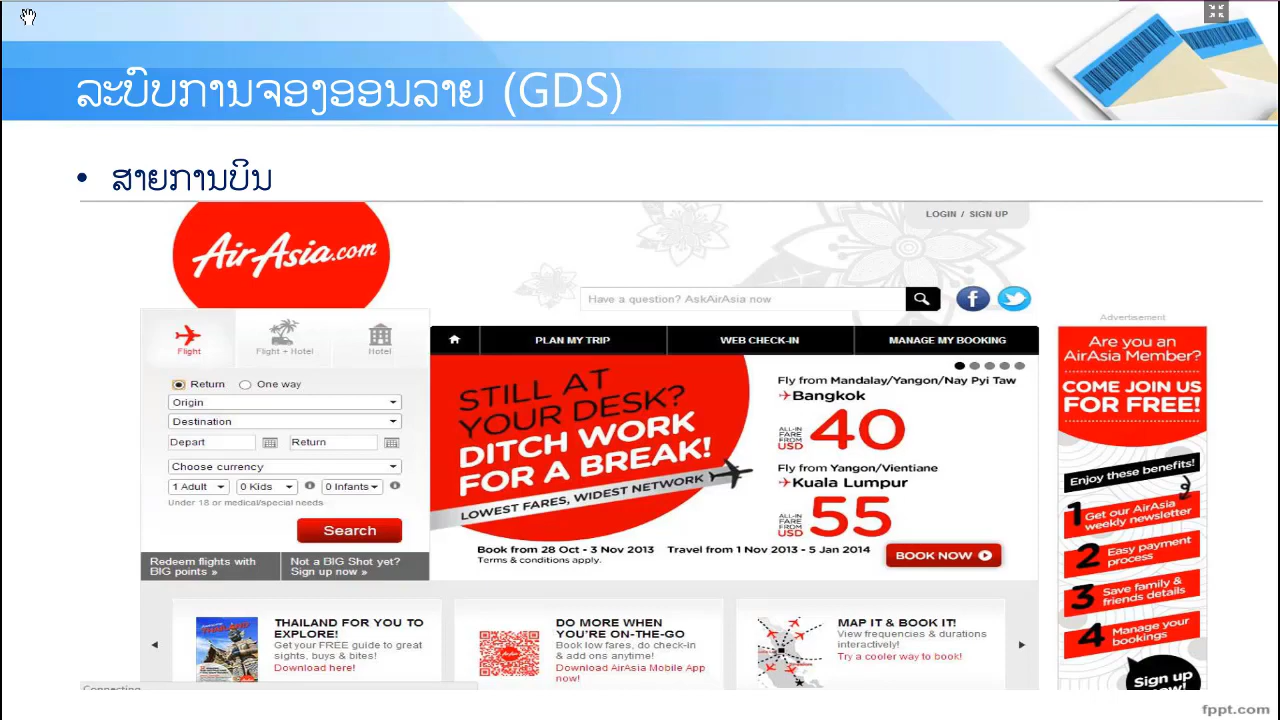 ລະບົບການຈອງອອນລາຍ (GDS)
• ສາຍການບິນ
AirAsia.com
LOGIN / SIGN UP
Have a question? AskAirAsia now
Flight
Flight + Hotel
Hotel
PLAN MY TRIP
WEB CHECK-IN
MANAGE MY BOOKING
Return
One way
Origin
Destination
Depart
Return
Choose currency
1 Adult
0 Kids
0 Infants
Under 18 or medical/special needs
Search
Redeem flights with
BIG points »
Not a BIG Shot yet?
Sign up now »
STILL AT
YOUR DESK?
DITCH WORK
FOR A BREAK!
LOWEST FARES, WIDEST NETWORK
Fly from Mandalay/Yangon/Nay Pyi Taw
Bangkok
ALL-IN
FARE
FROM
USD
40
Fly from Yangon/Vientiane
Kuala Lumpur
ALL-IN
FARE
FROM
USD
55
Book from 28 Oct - 3 Nov 2013 Travel from 1 Nov 2013 - 5 Jan 2014
Terms & conditions apply.
BOOK NOW
Advertisement
Are you an
AirAsia Member?
COME JOIN US
FOR FREE!
Enjoy these benefits!
1 Get our AirAsia
weekly newsletter
2 Easy payment
process
3 Save family &
friends details
4 Manage your
bookings
Sign up
now!
THAILAND FOR YOU TO
EXPLORE!
Get your FREE guide to great
sights, buys & bites!
Download here!
DO MORE WHEN
YOU'RE ON-THE-GO
Book low fares, do check-in
& add ons anytime!
Download AirAsia Mobile App
now!
MAP IT & BOOK IT!
View frequencies & durations
interactively!
Try a cooler way to book!
Connecting
fppt.com